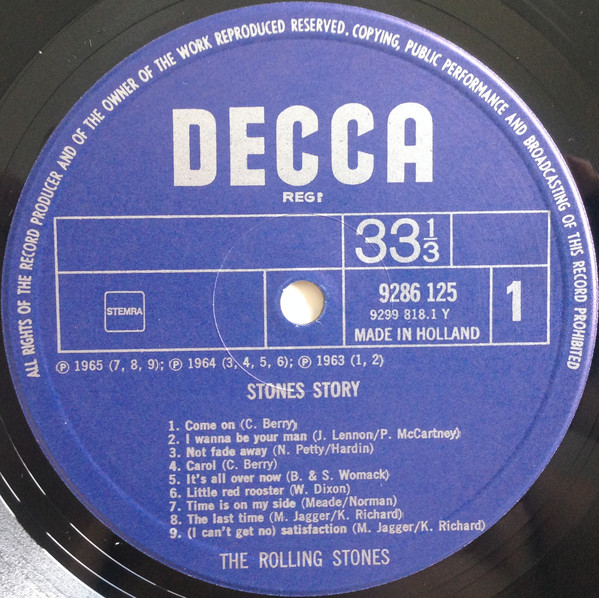 ALL RIGHTS OF THE RECORD PRODUCER AND OF THE OWNER OF THE WORK REPRODUCED RESERVED. COPYING, PUBLIC PERFORMANCE AND BROADCASTING OF THIS RECORD PROHIBITED
DECCA
REGD
33 1/3
STEMRA
9286 125
9299 818.1 Y
MADE IN HOLLAND
1
Ⓟ 1965 (7, 8, 9); Ⓟ 1964 (3, 4, 5, 6); Ⓟ 1963 (1, 2)
STONES STORY
1. Come on (C. Berry)
2. I wanna be your man (J. Lennon/P. McCartney)
3. Not fade away (N. Petty/Hardin)
4. Carol (C. Berry)
5. It's all over now (B. & S. Womack)
6. Little red rooster (W. Dixon)
7. Time is on my side (Meade/Norman)
8. The last time (M. Jagger/K. Richard)
9. (I can't get no) satisfaction (M. Jagger/K. Richard)
THE ROLLING STONES